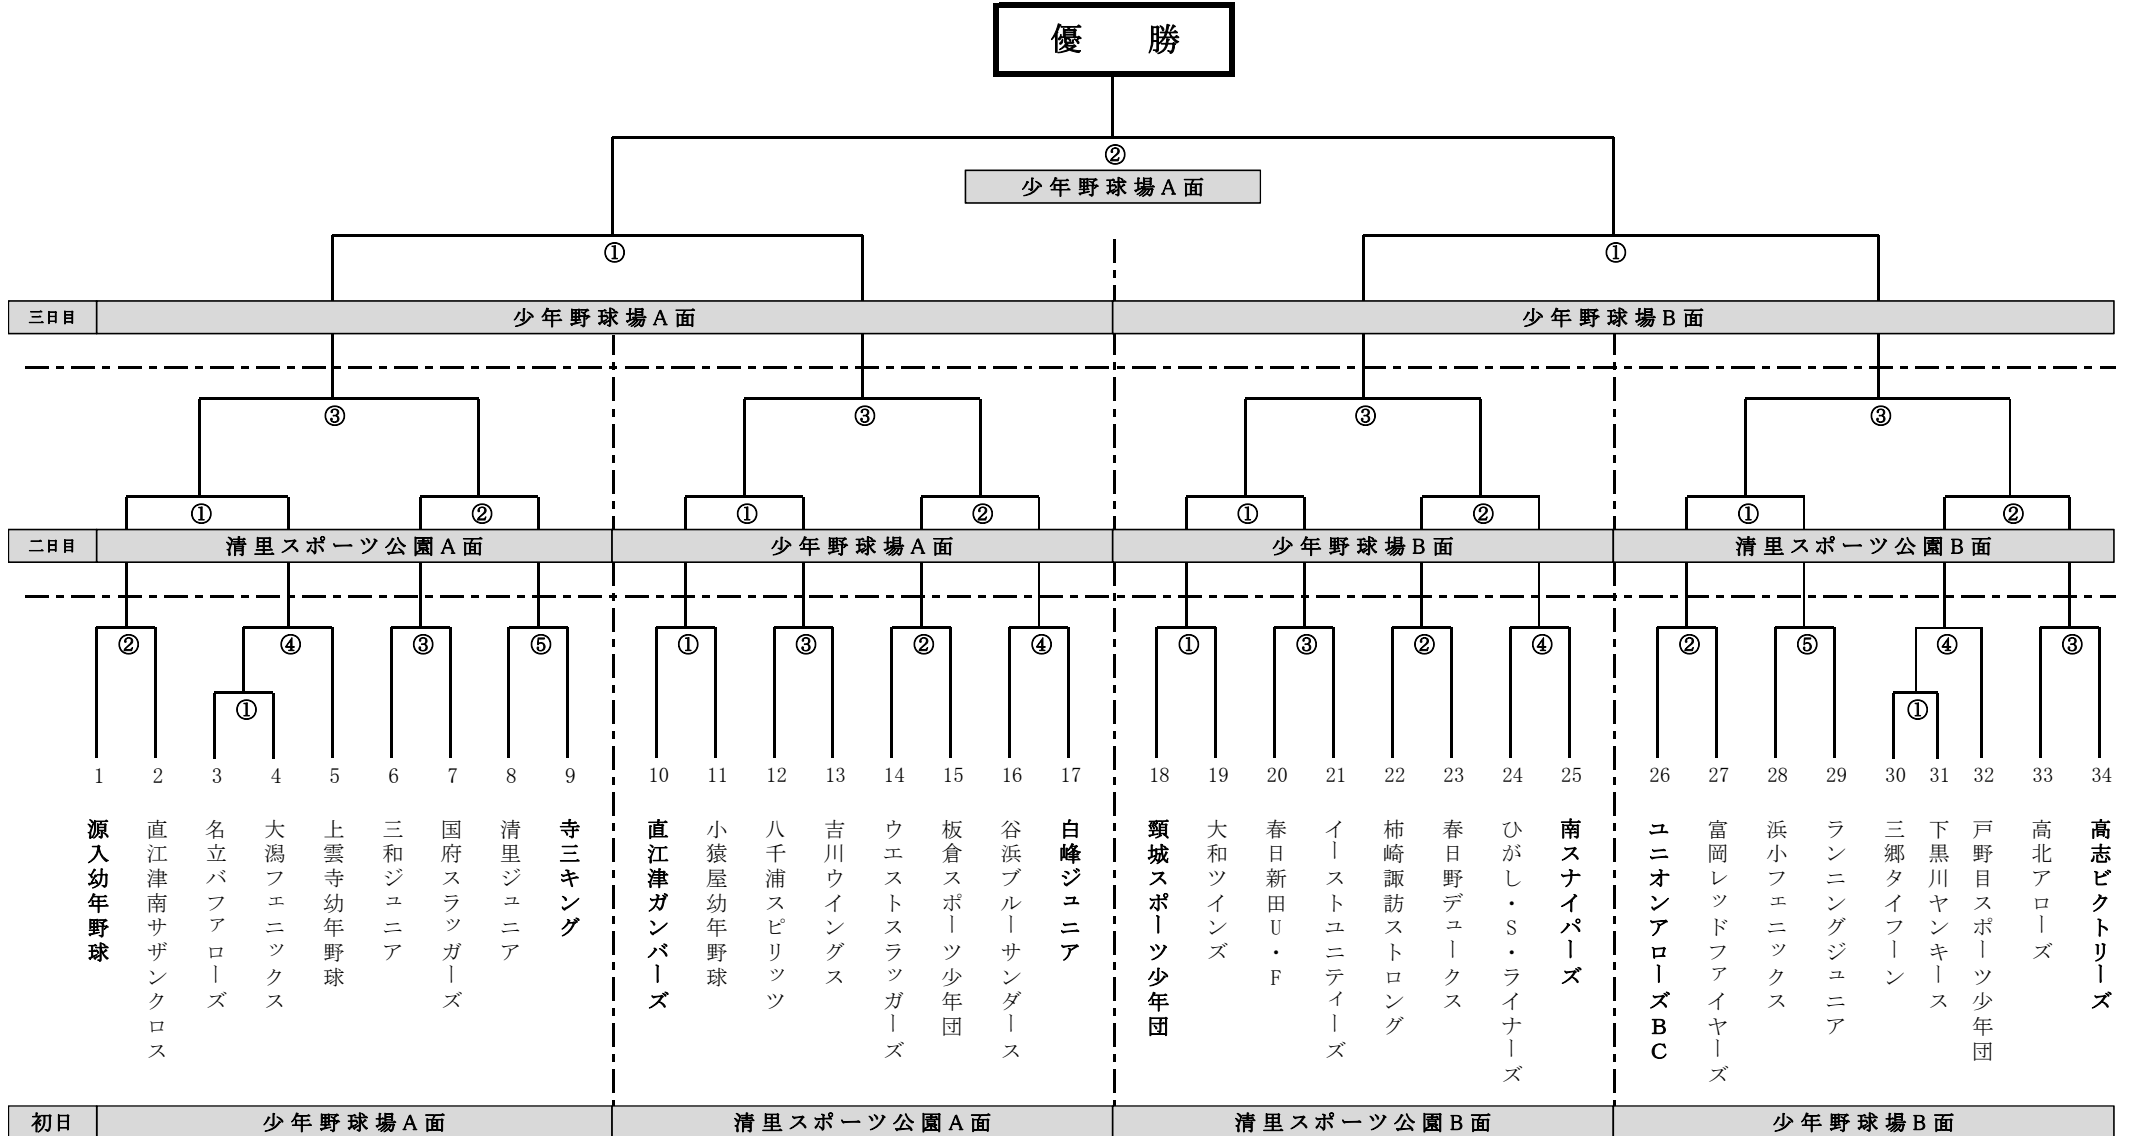 優　勝
②
少年野球場A面
①
①
三日目
少年野球場A面
少年野球場B面
③
③
③
③
①
②
①
②
①
②
①
②
二日目
清里スポーツ公園A面
少年野球場A面
少年野球場B面
清里スポーツ公園B面
②
④
③
⑤
①
③
②
④
①
③
②
④
②
⑤
④
③
①
①
1
2
3
4
5
6
7
8
9
10
11
12
13
14
15
16
17
18
19
20
21
22
23
24
25
26
27
28
29
30
31
32
33
34
源入幼年野球
直江津南サザンクロス
名立バファローズ
大潟フェニックス
上雲寺幼年野球
三和ジュニア
国府スラッガーズ
清里ジュニア
寺三キング
直江津ガンバーズ
小猿屋幼年野球
八千浦スピリッツ
吉川ウイングス
ウエストスラッガーズ
板倉スポーツ少年団
谷浜ブルーサンダース
白峰ジュニア
頸城スポーツ少年団
大和ツインズ
春日新田U・F
イーストユニティーズ
柿崎諏訪ストロング
春日野デュークス
ひがし・S・ライナーズ
南スナイパーズ
ユニオンアローズBC
富岡レッドファイヤーズ
浜小フェニックス
ランニングジュニア
三郷タイフーン
下黒川ヤンキース
戸野目スポーツ少年団
高北アローズ
高志ビクトリーズ
初日
少年野球場A面
清里スポーツ公園A面
清里スポーツ公園B面
少年野球場B面